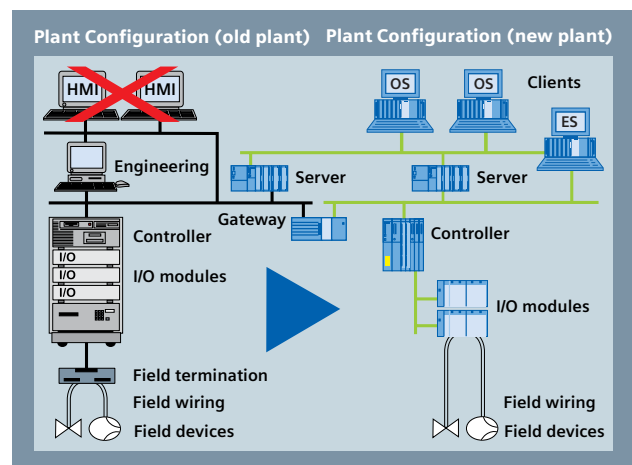 Plant Configuration (old plant)
Plant Configuration (new plant)
HMI
HMI
OS
OS
Clients
ES
Engineering
Server
Server
Gateway
Controller
Controller
I/O
I/O modules
I/O
I/O
I/O modules
Field termination
Field wiring
Field wiring
Field devices
Field devices